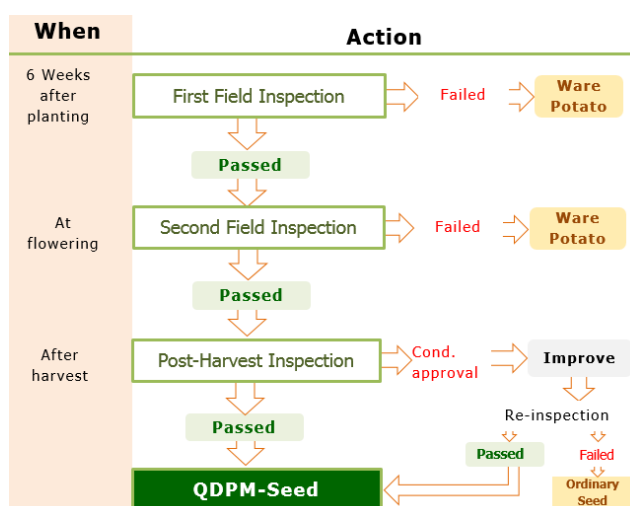 When
Action
6 Weeks
after
planting
First Field Inspection
Failed
Ware
Potato
Passed
At
flowering
Second Field Inspection
Failed
Ware
Potato
Passed
After
harvest
Post-Harvest Inspection
Cond.
approval
Improve
Re-inspection
Passed
Passed
Failed
QDPM-Seed
Ordinary
Seed